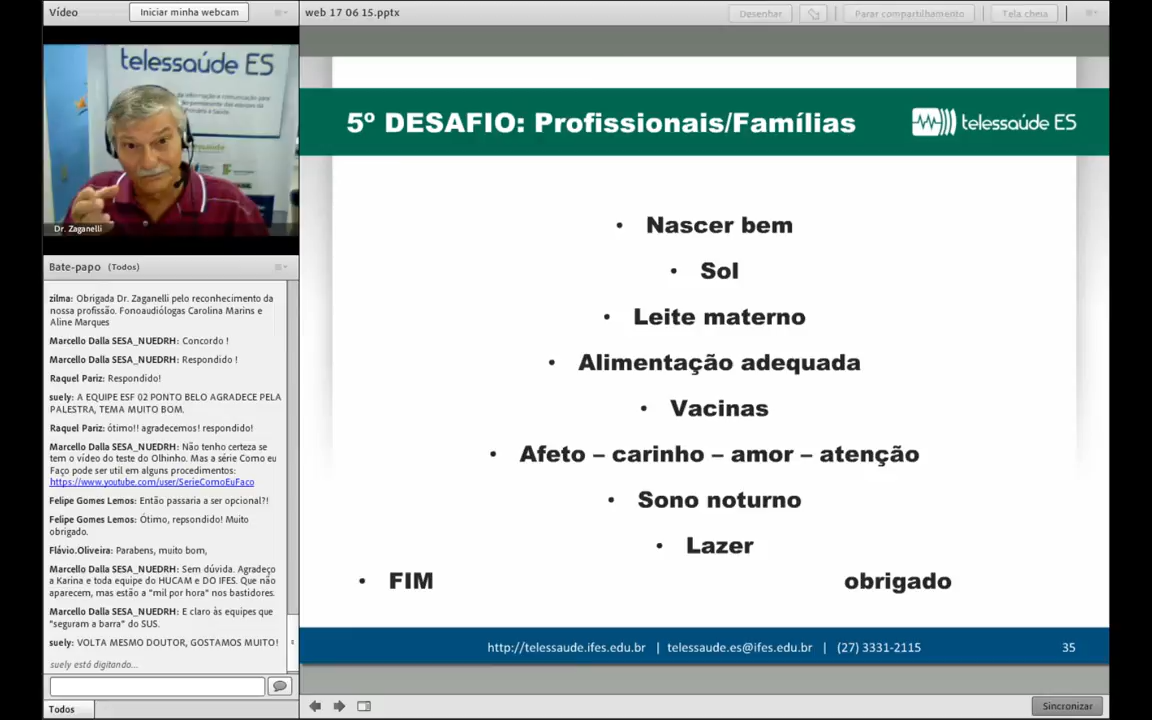 Vídeo
Iniciar minha webcam
web 17 06 15.pptx
Desenhar
Parar compartilhamento
Tela cheia
telessaúde ES
Dr. Zaganelli
5º DESAFIO: Profissionais/Famílias
telessaúde ES
• Nascer bem
• Sol
• Leite materno
• Alimentação adequada
• Vacinas
• Afeto – carinho – amor – atenção
• Sono noturno
• Lazer
• FIM obrigado
http://telessaude.ifes.edu.br | telessaude.es@ifes.edu.br | (27) 3331-2115 35
Bate-papo (Todos)
zilma: Obrigada Dr. Zaganelli pelo reconhecimento da
nossa profissão. Fonoaudiólogas Carolina Marins e
Aline Marques
Marcello Dalla SESA_NUEDRH: Concordo !
Marcello Dalla SESA_NUEDRH: Respondido !
Raquel Pariz: Respondido!
suely: A EQUIPE ESF 02 PONTO BELO AGRADECE PELA
PALESTRA, TEMA MUITO BOM.
Raquel Pariz: ótimo!! agradecemos! respondido!
Marcello Dalla SESA_NUEDRH: Não tenho certeza se
tem o vídeo do teste do Olhinho. Mas a série Como eu
Faço pode ser util em alguns procedimentos:
https://www.youtube.com/user/SerieComoEuFaco
Felipe Gomes Lemos: Então passaria a ser opcional?!
Felipe Gomes Lemos: Ótimo, repsondido! Muito
obrigado.
Flávio.Oliveira: Parabens, muito bom,
Marcello Dalla SESA_NUEDRH: Sem dúvida. Agradeço
a Karina e toda equipe do HUCAM e DO IFES. Que não
aparecem, mas estão a "mil por hora" nos bastidores.
Marcello Dalla SESA_NUEDRH: E claro às equipes que
"seguram a barra" do SUS.
suely: VOLTA MESMO DOUTOR, GOSTAMOS MUITO!
suely está digitando...
Todos
Sincronizar